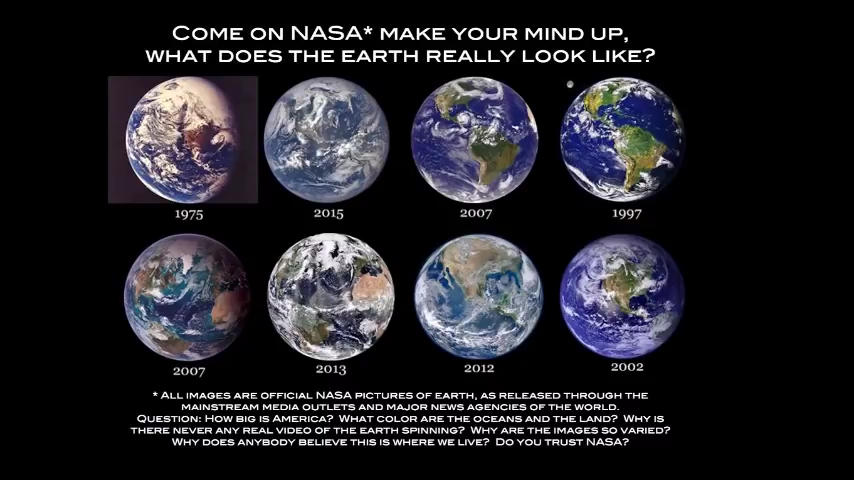 Come on NASA* make your mind up,
what does the earth really look like?
1975
2015
2007
1997
2007
2013
2012
2002
* All images are official NASA pictures of earth, as released through the
mainstream media outlets and major news agencies of the world.
Question: How big is America? What color are the oceans and the land? Why is
there never any real video of the earth spinning? Why are the images so varied?
Why does anybody believe this is where we live? Do you trust NASA?